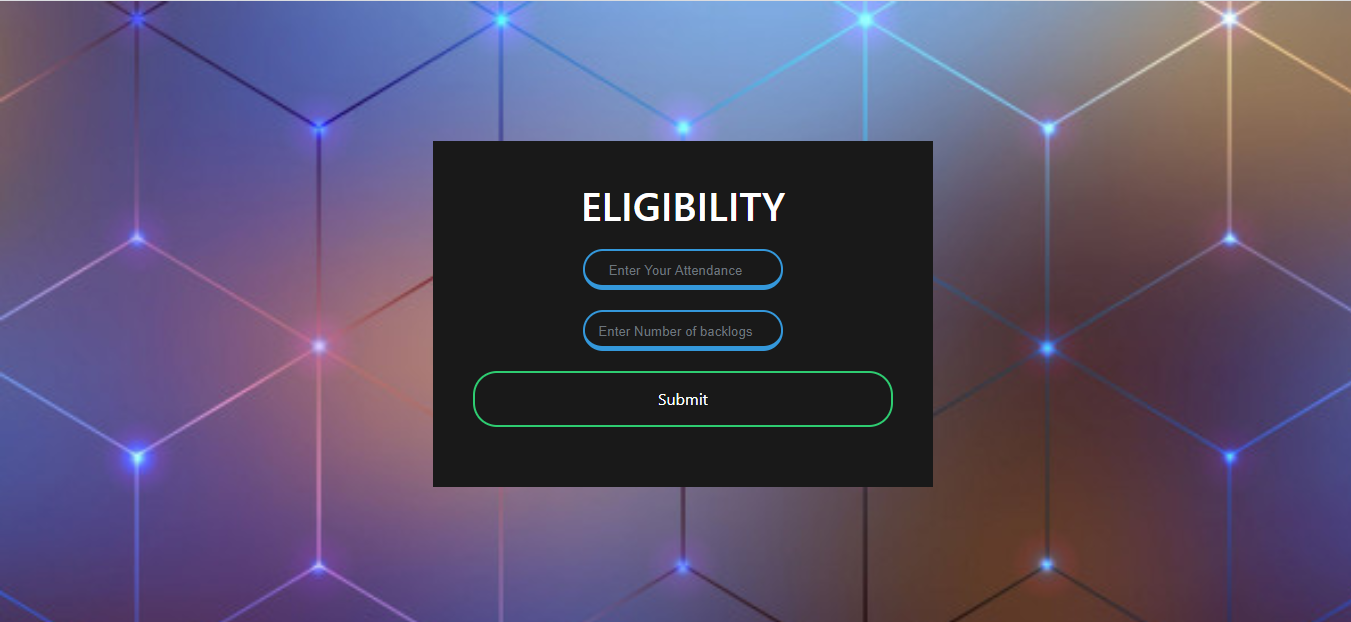 ELIGIBILITY
Enter Your Attendance
Enter Number of backlogs
Submit